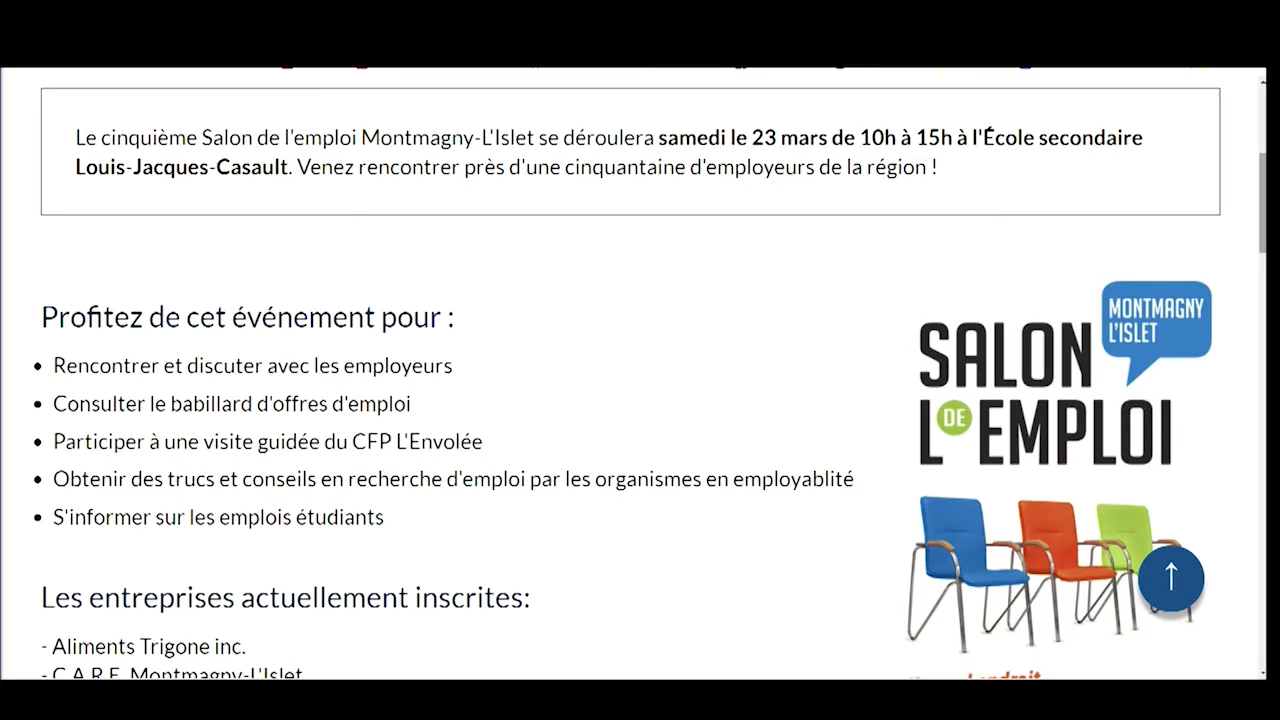 Le cinquième Salon de l'emploi Montmagny-L'Islet se déroulera samedi le 23 mars de 10h à 15h à l'École secondaire
Louis-Jacques-Casault. Venez rencontrer près d'une cinquantaine d'employeurs de la région !
Profitez de cet événement pour :
• Rencontrer et discuter avec les employeurs
• Consulter le babillard d'offres d'emploi
• Participer à une visite guidée du CFP L'Envolée
• Obtenir des trucs et conseils en recherche d'emploi par les organismes en employablité
• S'informer sur les emplois étudiants
Les entreprises actuellement inscrites:
- Aliments Trigone inc.
- C.A.R.E. Montmagny-L'Islet
MONTMAGNY
L'ISLET
SALON
DE
L'EMPLOI